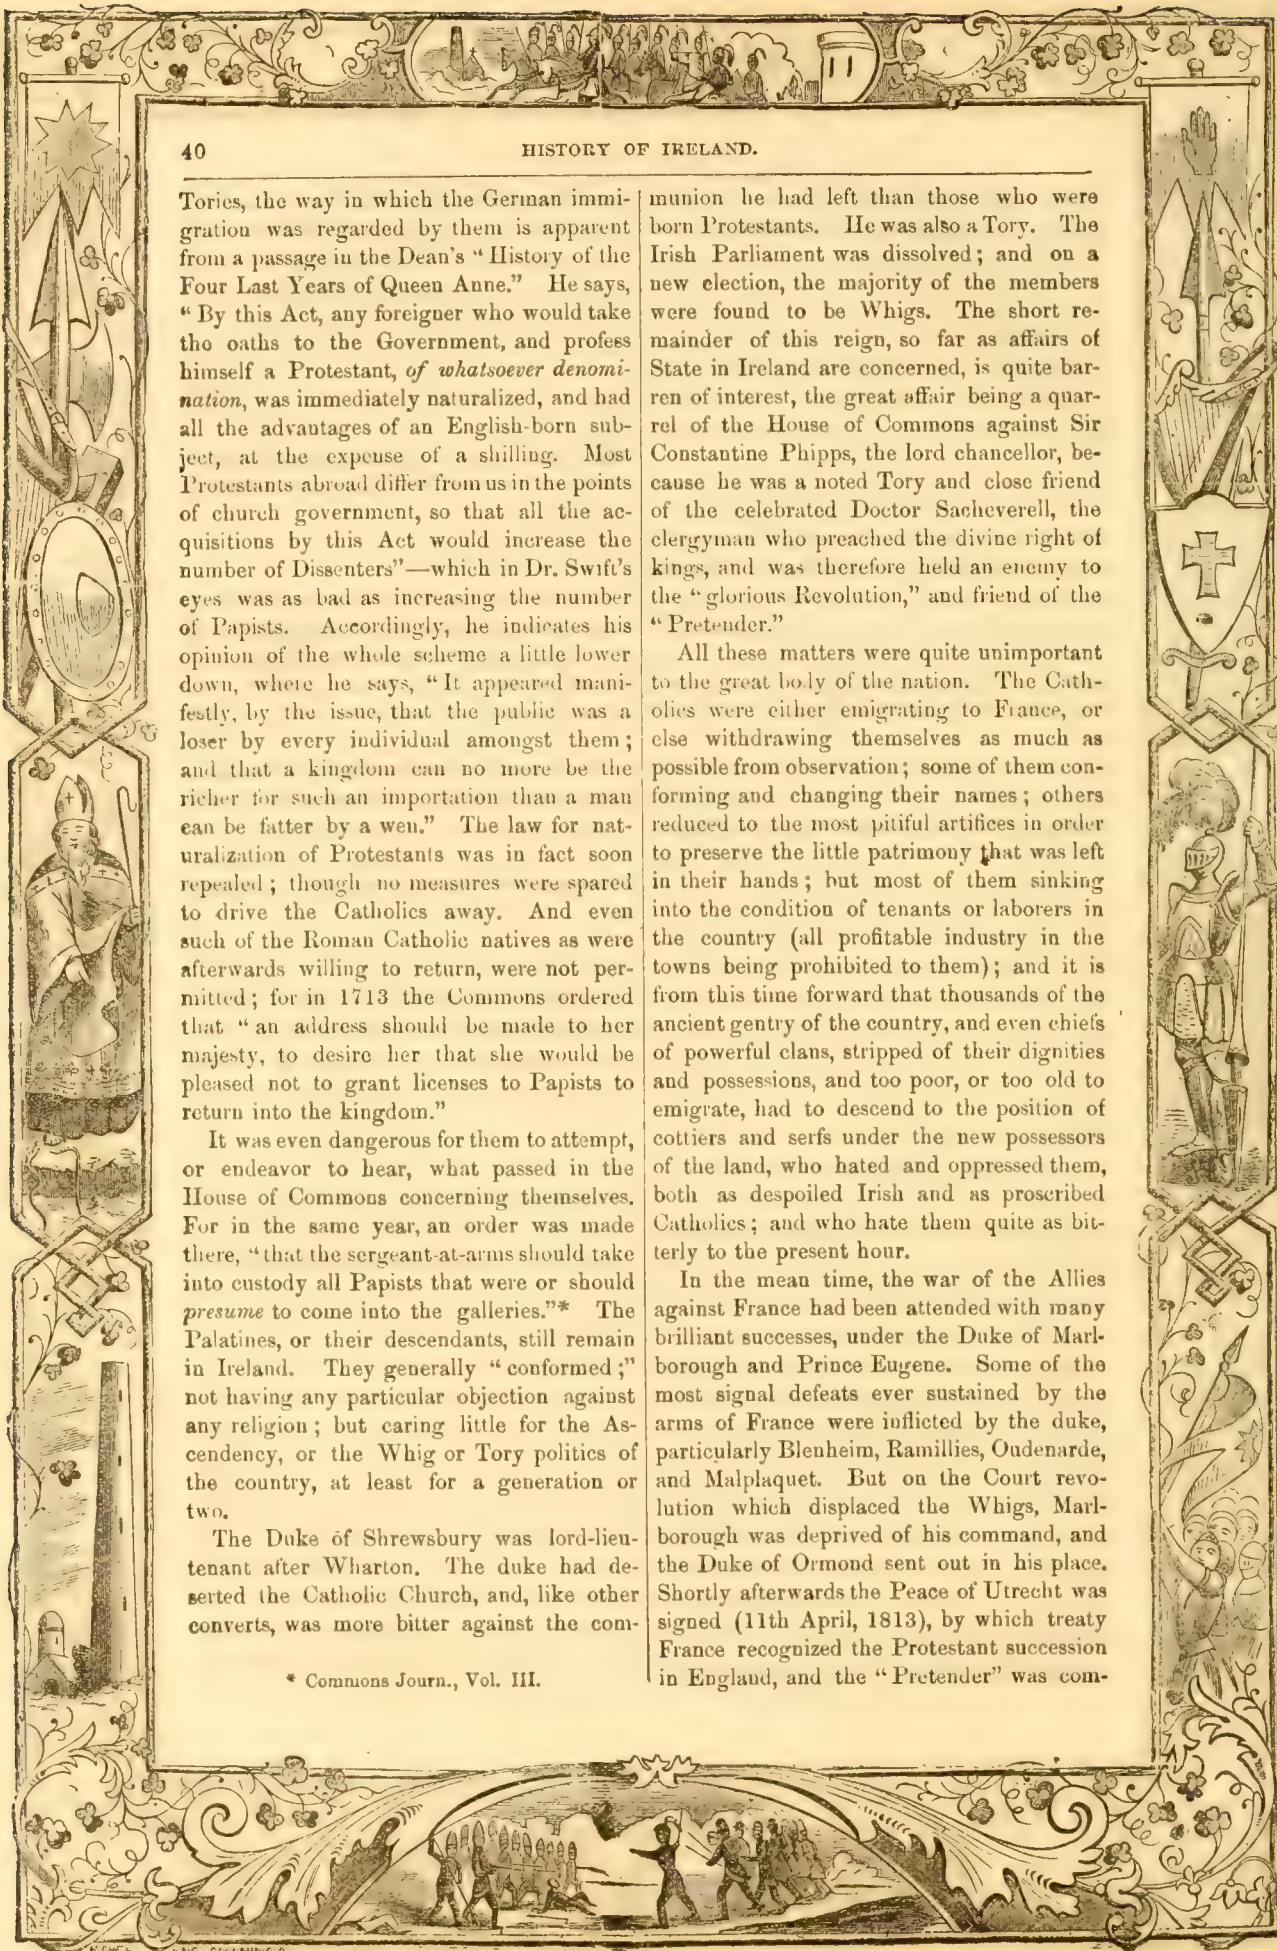 40
HISTORY OF IRELAND.
Tories, the way in which the German immi-
gration was regarded by them is apparent
from a passage in the Dean's "History of the
Four Last Years of Queen Anne." He says,
"By this Act, any foreigner who would take
the oaths to the Government, and profess
himself a Protestant, of whatsoever denomi-
nation, was immediately naturalized, and had
all the advantages of an English-born sub-
ject, at the expense of a shilling. Most
Protestants abroad differ from us in the points
of church government, so that all the ac-
quisitions by this Act would increase the
number of Dissenters"—which in Dr. Swift's
eyes was as bad as increasing the number
of Papists. Accordingly, he indicates his
opinion of the whole scheme a little lower
down, where he says, "It appeared mani-
festly, by the issue, that the public was a
loser by every individual amongst them;
and that a kingdom can no more be the
richer for such an importation than a man
can be fatter by a wen." The law for nat-
uralization of Protestants was in fact soon
repealed; though no measures were spared
to drive the Catholics away. And even
such of the Roman Catholic natives as were
afterwards willing to return, were not per-
mitted; for in 1713 the Commons ordered
that "an address should be made to her
majesty, to desire her that she would be
pleased not to grant licenses to Papists to
return into the kingdom."
It was even dangerous for them to attempt,
or endeavor to hear, what passed in the
House of Commons concerning themselves.
For in the same year, an order was made
there, "that the sergeant-at-arms should take
into custody all Papists that were or should
presume to come into the galleries."* The
Palatines, or their descendants, still remain
in Ireland. They generally "conformed;"
not having any particular objection against
any religion; but caring little for the As-
cendency, or the Whig or Tory politics of
the country, at least for a generation or
two.
The Duke of Shrewsbury was lord-lieu-
tenant after Wharton. The duke had de-
serted the Catholic Church, and, like other
converts, was more bitter against the com-
* Commons Journ., Vol. III.
munion he had left than those who were
born Protestants. He was also a Tory. The
Irish Parliament was dissolved; and on a
new election, the majority of the members
were found to be Whigs. The short re-
mainder of this reign, so far as affairs of
State in Ireland are concerned, is quite bar-
ren of interest, the great affair being a quar-
rel of the House of Commons against Sir
Constantine Phipps, the lord chancellor, be-
cause he was a noted Tory and close friend
of the celebrated Doctor Sacheverell, the
clergyman who preached the divine right of
kings, and was therefore held an enemy to
the "glorious Revolution," and friend of the
"Pretender."
All these matters were quite unimportant
to the great body of the nation. The Cath-
olics were either emigrating to France, or
else withdrawing themselves as much as
possible from observation; some of them con-
forming and changing their names; others
reduced to the most pitiful artifices in order
to preserve the little patrimony that was left
in their hands; but most of them sinking
into the condition of tenants or laborers in
the country (all profitable industry in the
towns being prohibited to them); and it is
from this time forward that thousands of the
ancient gentry of the country, and even chiefs
of powerful clans, stripped of their dignities
and possessions, and too poor, or too old to
emigrate, had to descend to the position of
cottiers and serfs under the new possessors
of the land, who hated and oppressed them,
both as despoiled Irish and as proscribed
Catholics; and who hate them quite as bit-
terly to the present hour.
In the mean time, the war of the Allies
against France had been attended with many
brilliant successes, under the Duke of Marl-
borough and Prince Eugene. Some of the
most signal defeats ever sustained by the
arms of France were inflicted by the duke,
particularly Blenheim, Ramillies, Oudenarde,
and Malplaquet. But on the Court revo-
lution which displaced the Whigs, Marl-
borough was deprived of his command, and
the Duke of Ormond sent out in his place.
Shortly afterwards the Peace of Utrecht was
signed (11th April, 1813), by which treaty
France recognized the Protestant succession
in England, and the "Pretender" was com-